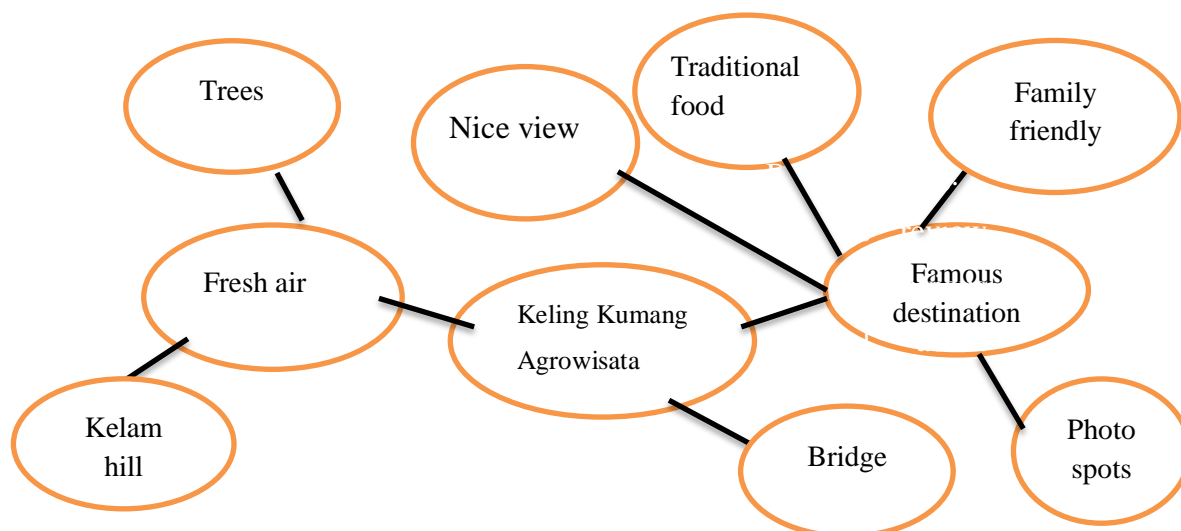 Trees
Nice view
Traditional
food
Family
friendly
Fresh air
Keling Kumang
Agrowisata
Famous
destination
Kelam
hill
Bridge
Photo
spots